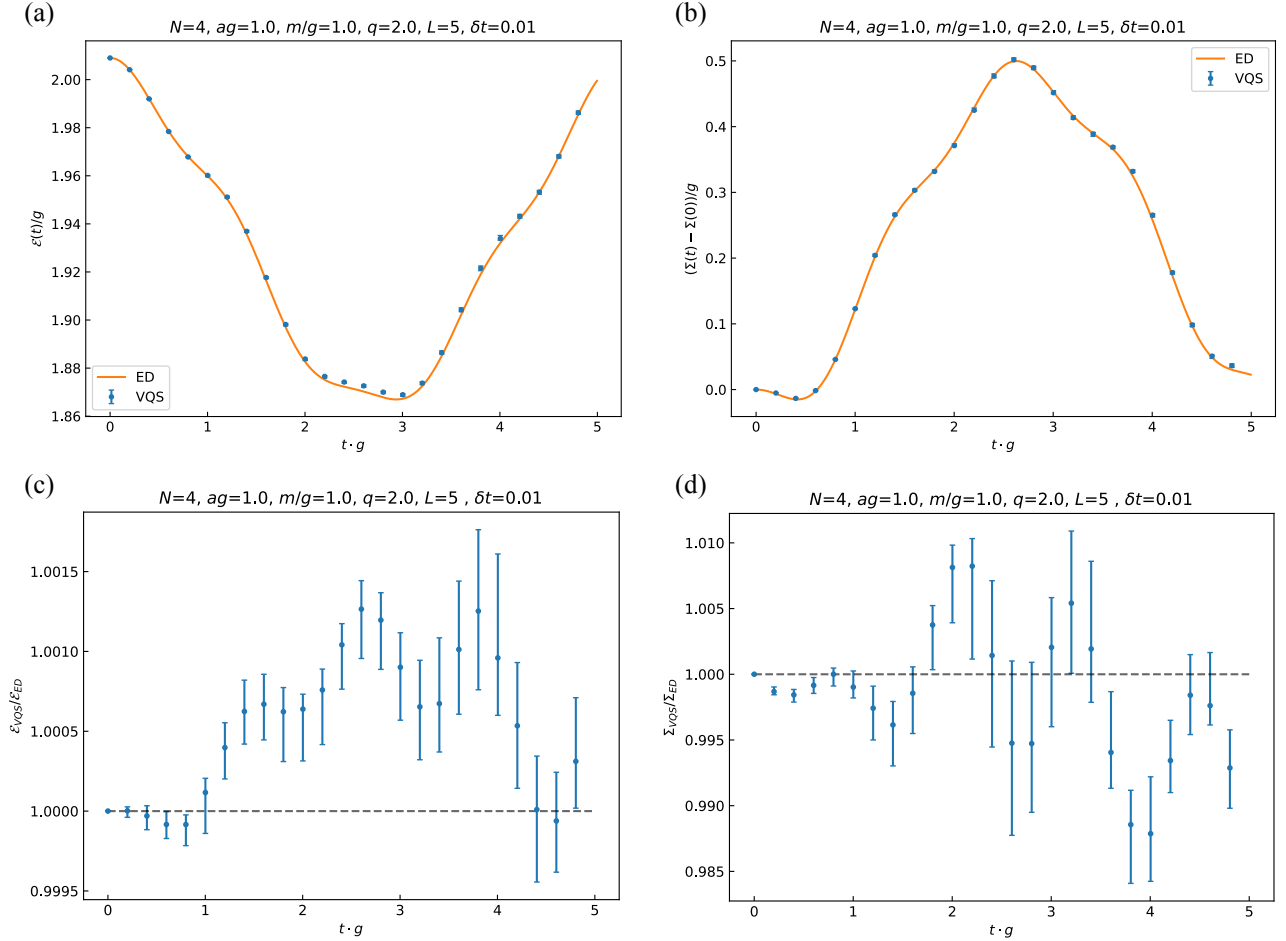 (a)
N=4, ag=1.0, m/g=1.0, q=2.0, L=5, δt=0.01
2.00
1.98
1.96
1.94
1.92
1.90
1.88
1.86
ℰ(t)/g
ED
VQS
0 1 2 3 4 5
t · g
(b)
N=4, ag=1.0, m/g=1.0, q=2.0, L=5, δt=0.01
0.5
0.4
0.3
0.2
0.1
0.0
(Σ(t) − Σ(0))/g
ED
VQS
0 1 2 3 4 5
t · g
(c)
N=4, ag=1.0, m/g=1.0, q=2.0, L=5 , δt=0.01
1.0015
1.0010
1.0005
1.0000
0.9995
ℰVQS/ℰED
0 1 2 3 4 5
t · g
(d)
N=4, ag=1.0, m/g=1.0, q=2.0, L=5 , δt=0.01
1.010
1.005
1.000
0.995
0.990
0.985
ΣVQS/ΣED
0 1 2 3 4 5
t · g